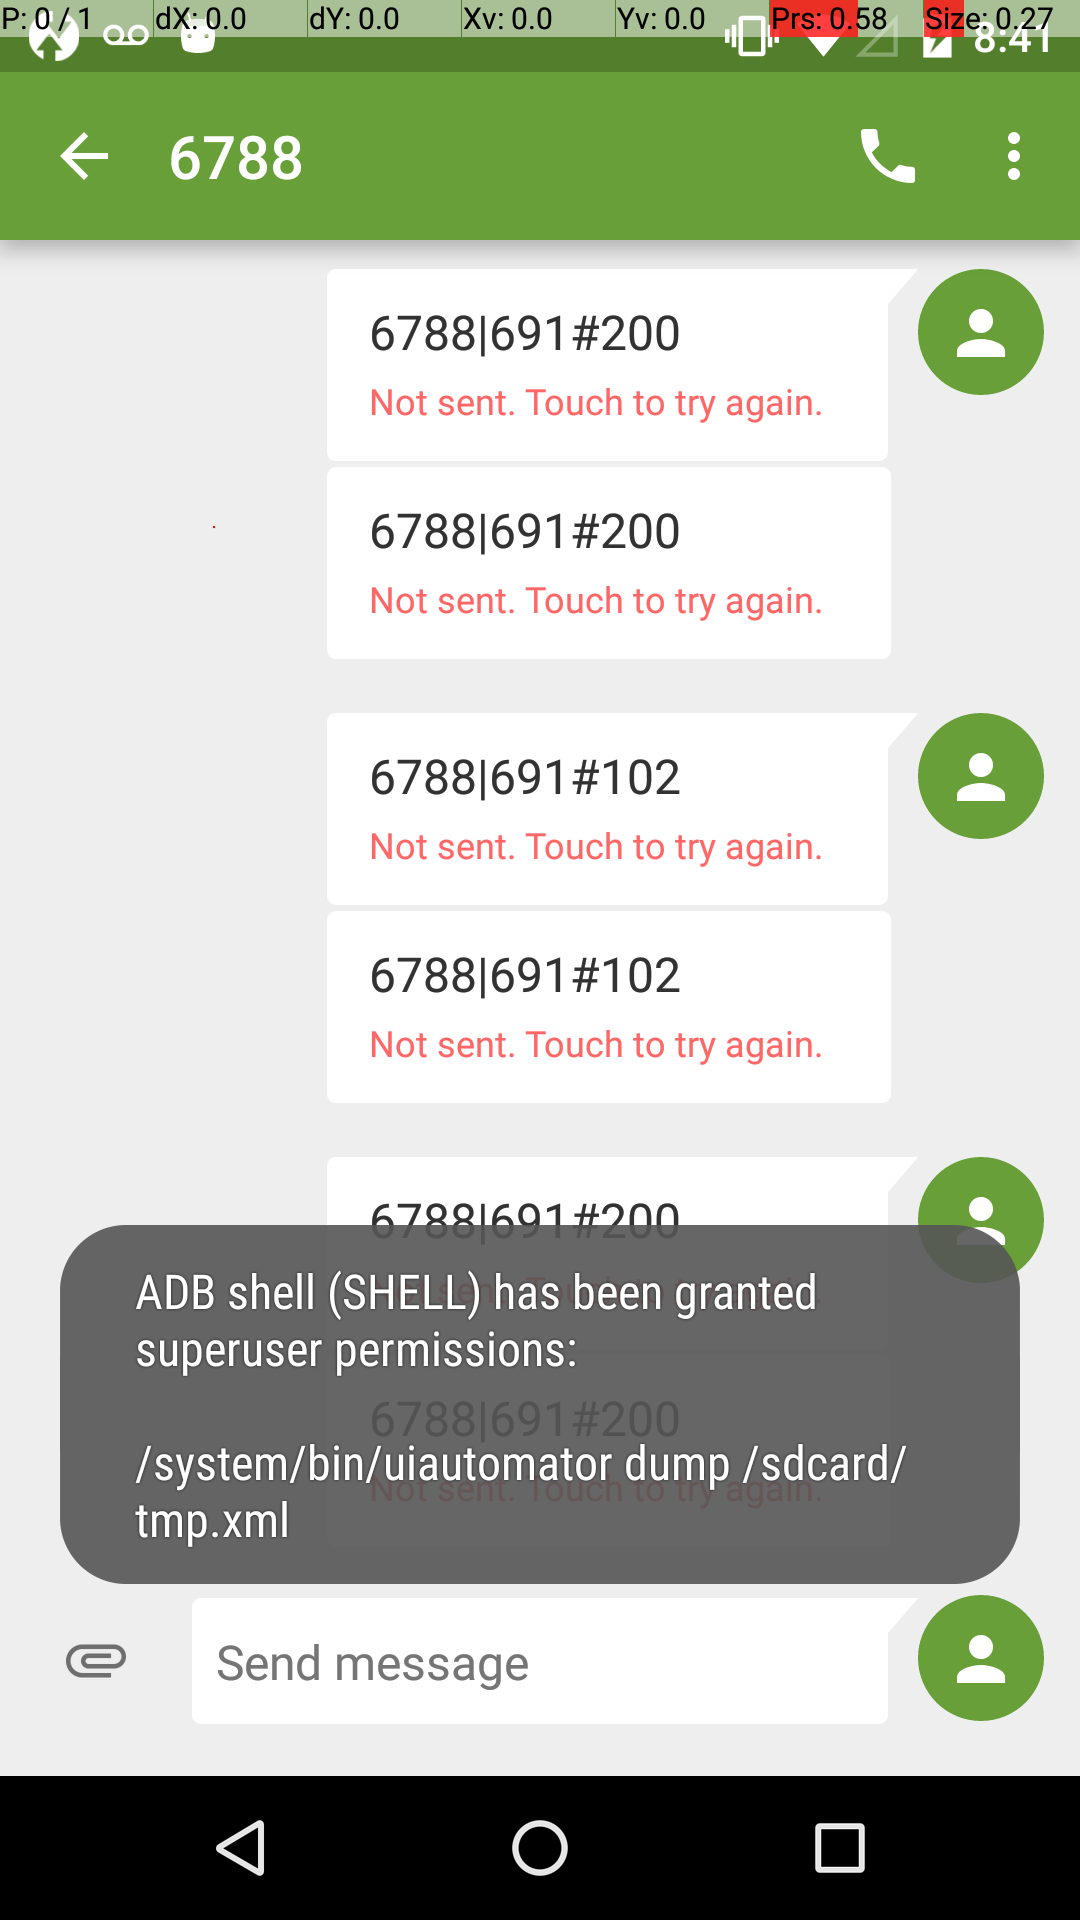 P: 0 / 1 dX: 0.0 dY: 0.0 Xv: 0.0 Yv: 0.0 Prs: 0.58 Size: 0.27
8:41
6788
6788|691#200
Not sent. Touch to try again.
6788|691#200
Not sent. Touch to try again.
6788|691#102
Not sent. Touch to try again.
6788|691#102
Not sent. Touch to try again.
6788|691#200
ADB shell (SHELL) has been granted
superuser permissions:
6788|691#200
/system/bin/uiautomator dump /sdcard/
Not sent. Touch to try again.
tmp.xml
Send message